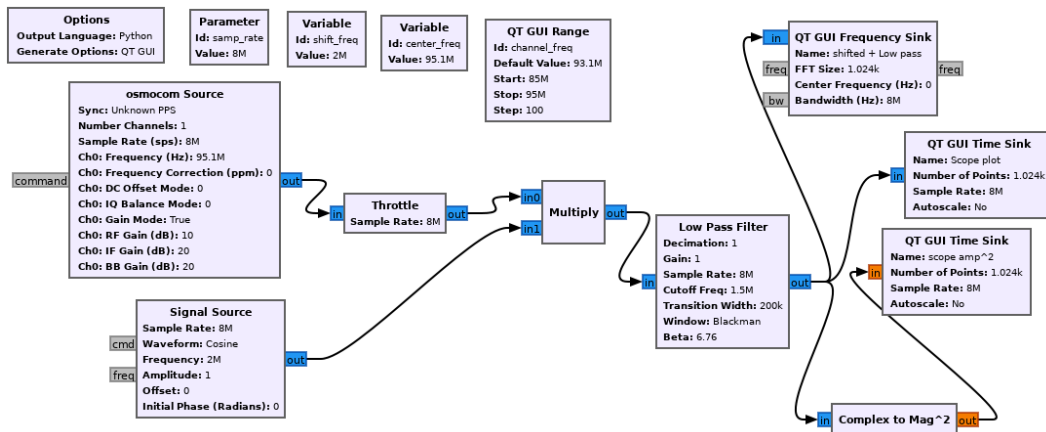 Options
Output Language: Python
Generate Options: QT GUI
Parameter
Id: samp_rate
Value: 8M
Variable
Id: shift_freq
Value: 2M
Variable
Id: center_freq
Value: 95.1M
QT GUI Range
Id: channel_freq
Default Value: 93.1M
Start: 85M
Stop: 95M
Step: 100
in
freq
bw
QT GUI Frequency Sink
Name: shifted + Low pass
FFT Size: 1.024k
Center Frequency (Hz): 0
Bandwidth (Hz): 8M
freq
command
osmocom Source
Sync: Unknown PPS
Number Channels: 1
Sample Rate (sps): 8M
Ch0: Frequency (Hz): 95.1M
Ch0: Frequency Correction (ppm): 0
Ch0: DC Offset Mode: 0
Ch0: IQ Balance Mode: 0
Ch0: Gain Mode: True
Ch0: RF Gain (dB): 10
Ch0: IF Gain (dB): 20
Ch0: BB Gain (dB): 20
out
in
Throttle
Sample Rate: 8M
out
in0
in1
Multiply
out
in
Low Pass Filter
Decimation: 1
Gain: 1
Sample Rate: 8M
Cutoff Freq: 1.5M
Transition Width: 200k
Window: Blackman
Beta: 6.76
out
in
QT GUI Time Sink
Name: Scope plot
Number of Points: 1.024k
Sample Rate: 8M
Autoscale: No
in
QT GUI Time Sink
Name: scope amp^2
Number of Points: 1.024k
Sample Rate: 8M
Autoscale: No
cmd
freq
Signal Source
Sample Rate: 8M
Waveform: Cosine
Frequency: 2M
Amplitude: 1
Offset: 0
Initial Phase (Radians): 0
out
in
Complex to Mag^2
out